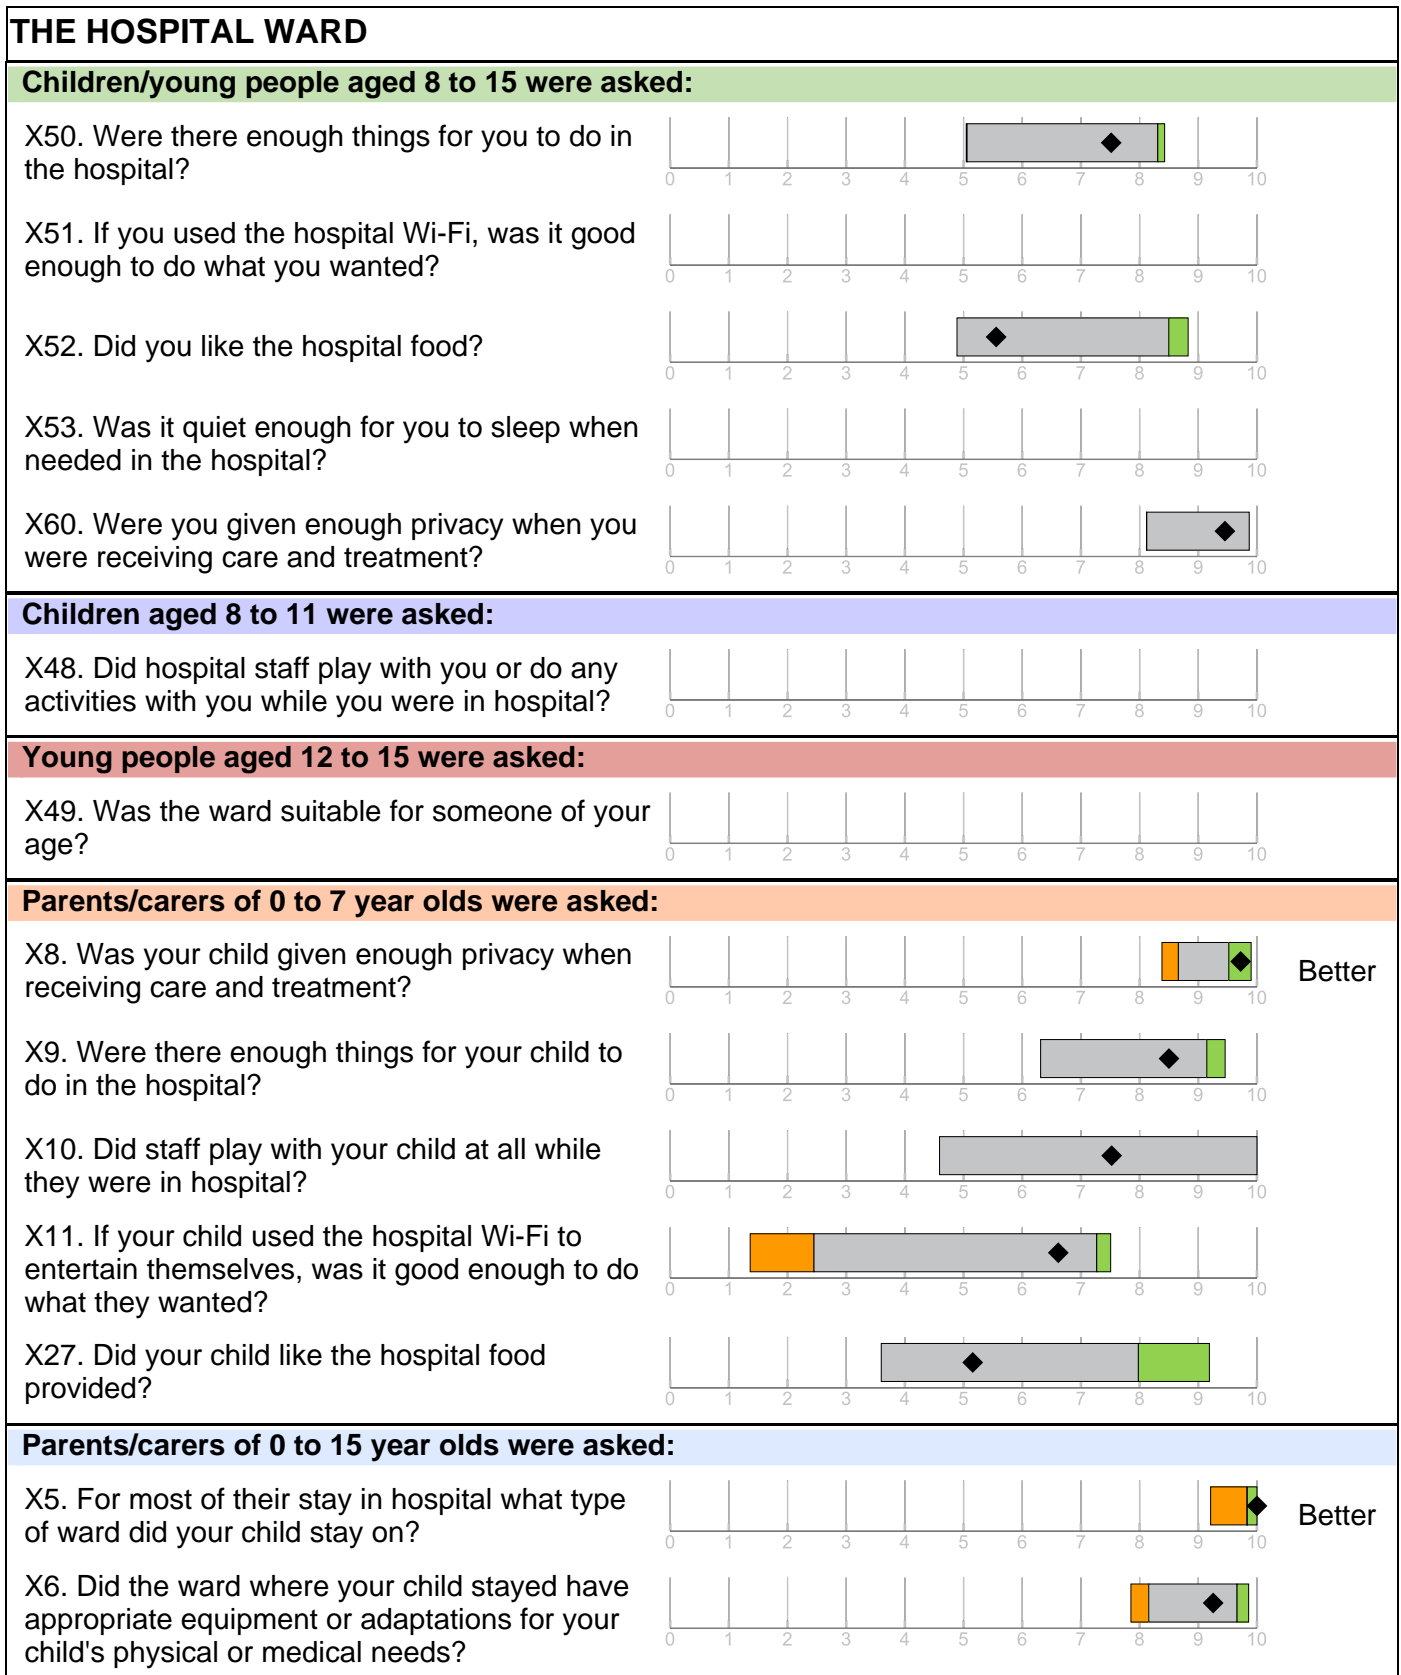 THE HOSPITAL WARD
Children/young people aged 8 to 15 were asked:
X50. Were there enough things for you to do in
the hospital?
0 1 2 3 4 5 6 7 8 9 10
X51. If you used the hospital Wi-Fi, was it good
enough to do what you wanted?
0 1 2 3 4 5 6 7 8 9 10
X52. Did you like the hospital food?
0 1 2 3 4 5 6 7 8 9 10
X53. Was it quiet enough for you to sleep when
needed in the hospital?
0 1 2 3 4 5 6 7 8 9 10
X60. Were you given enough privacy when you
were receiving care and treatment?
0 1 2 3 4 5 6 7 8 9 10
Children aged 8 to 11 were asked:
X48. Did hospital staff play with you or do any
activities with you while you were in hospital?
0 1 2 3 4 5 6 7 8 9 10
Young people aged 12 to 15 were asked:
X49. Was the ward suitable for someone of your
age?
0 1 2 3 4 5 6 7 8 9 10
Parents/carers of 0 to 7 year olds were asked:
X8. Was your child given enough privacy when
receiving care and treatment?
Better
0 1 2 3 4 5 6 7 8 9 10
X9. Were there enough things for your child to
do in the hospital?
0 1 2 3 4 5 6 7 8 9 10
X10. Did staff play with your child at all while
they were in hospital?
0 1 2 3 4 5 6 7 8 9 10
X11. If your child used the hospital Wi-Fi to
entertain themselves, was it good enough to do
what they wanted?
0 1 2 3 4 5 6 7 8 9 10
X27. Did your child like the hospital food
provided?
0 1 2 3 4 5 6 7 8 9 10
Parents/carers of 0 to 15 year olds were asked:
X5. For most of their stay in hospital what type
of ward did your child stay on?
Better
0 1 2 3 4 5 6 7 8 9 10
X6. Did the ward where your child stayed have
appropriate equipment or adaptations for your
child's physical or medical needs?
0 1 2 3 4 5 6 7 8 9 10